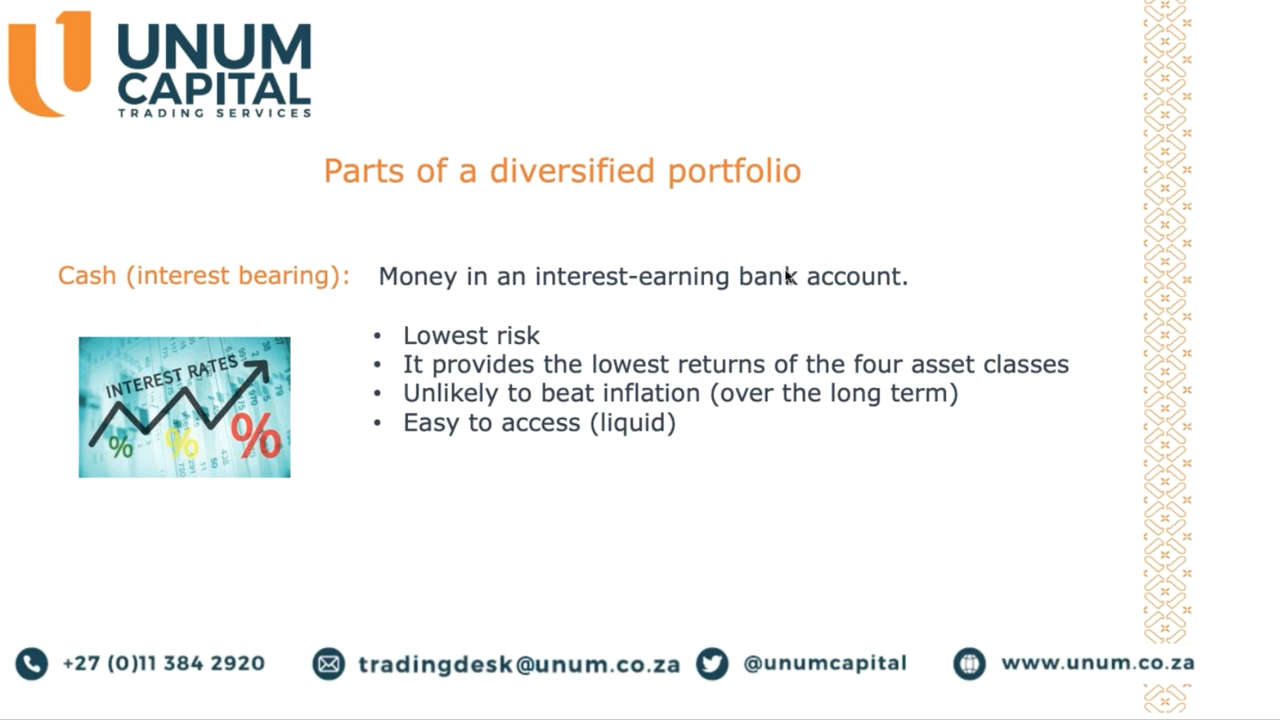 UNUM
CAPITAL
TRADING SERVICES
Parts of a diversified portfolio
Cash (interest bearing): Money in an interest-earning bank account.
• Lowest risk
• It provides the lowest returns of the four asset classes
• Unlikely to beat inflation (over the long term)
• Easy to access (liquid)
INTEREST RATES
% % %
+27 (0)11 384 2920 tradingdesk@unum.co.za @unumcapital www.unum.co.za